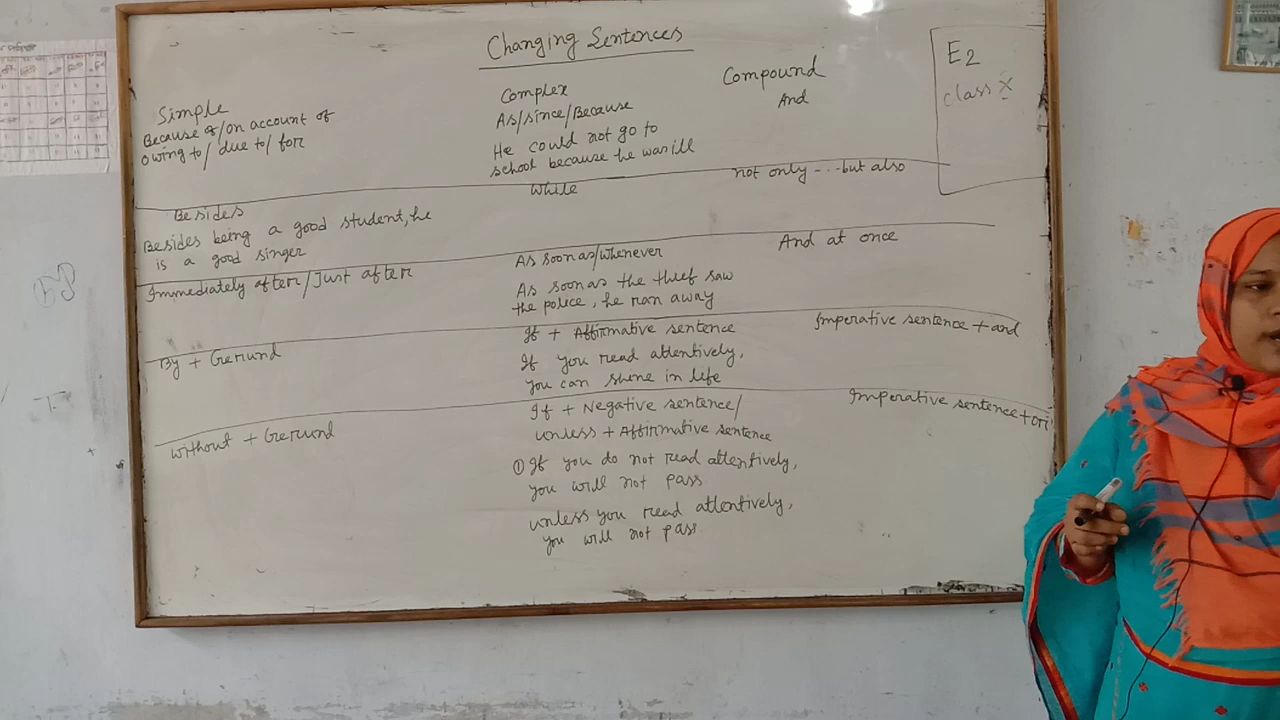 Changing Sentences
E2
class X
Simple
Because of/on account of
owing to/ due to/ for
Complex
As/since/Because
He could not go to
school because he was ill
Compound
And
Besides
Besides being a good student, he
is a good singer
while
not only ---but also
Immediately after/Just after
As soon as/whenever
As soon as the thief saw
the police, he ran away
And at once
By + Gerund
If + Affirmative sentence
If you read attentively,
you can shine in life
Imperative sentence + and
without + Gerund
If + Negative sentence/
unless + Affirmative sentence
① If you do not read attentively,
you will not pass
unless you read attentively,
you will not pass
Imperative sentence + or